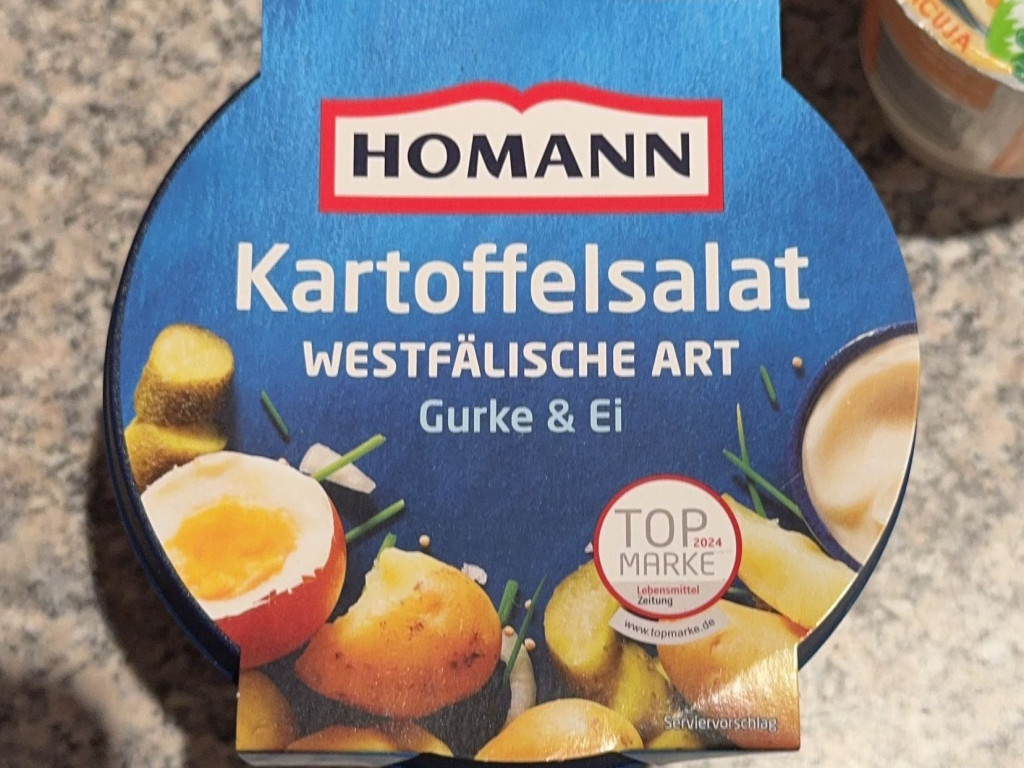 HOMANN
Kartoffelsalat
WESTFÄLISCHE ART
Gurke & Ei
TOP
2024
MARKE
Lebensmittel
Zeitung
www.topmarke.de
Serviervorschlag